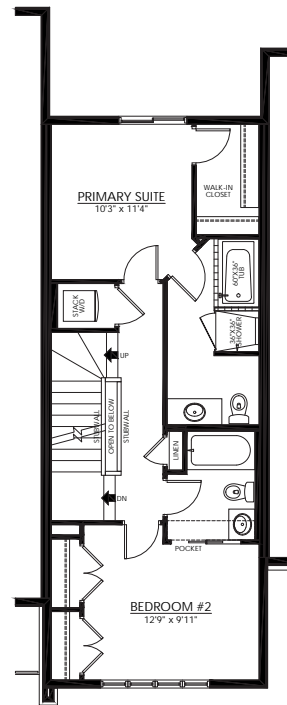 PRIMARY SUITE
10'3" x 11'4"
WALK-IN
CLOSET
60"X36"
TUB
36"X36"
SHOWER
STACK
W/D
UP
STUBWALL
OPEN TO BELOW
STUBWALL
LINEN
DN
POCKET
BEDROOM #2
12'9" x 9'11"